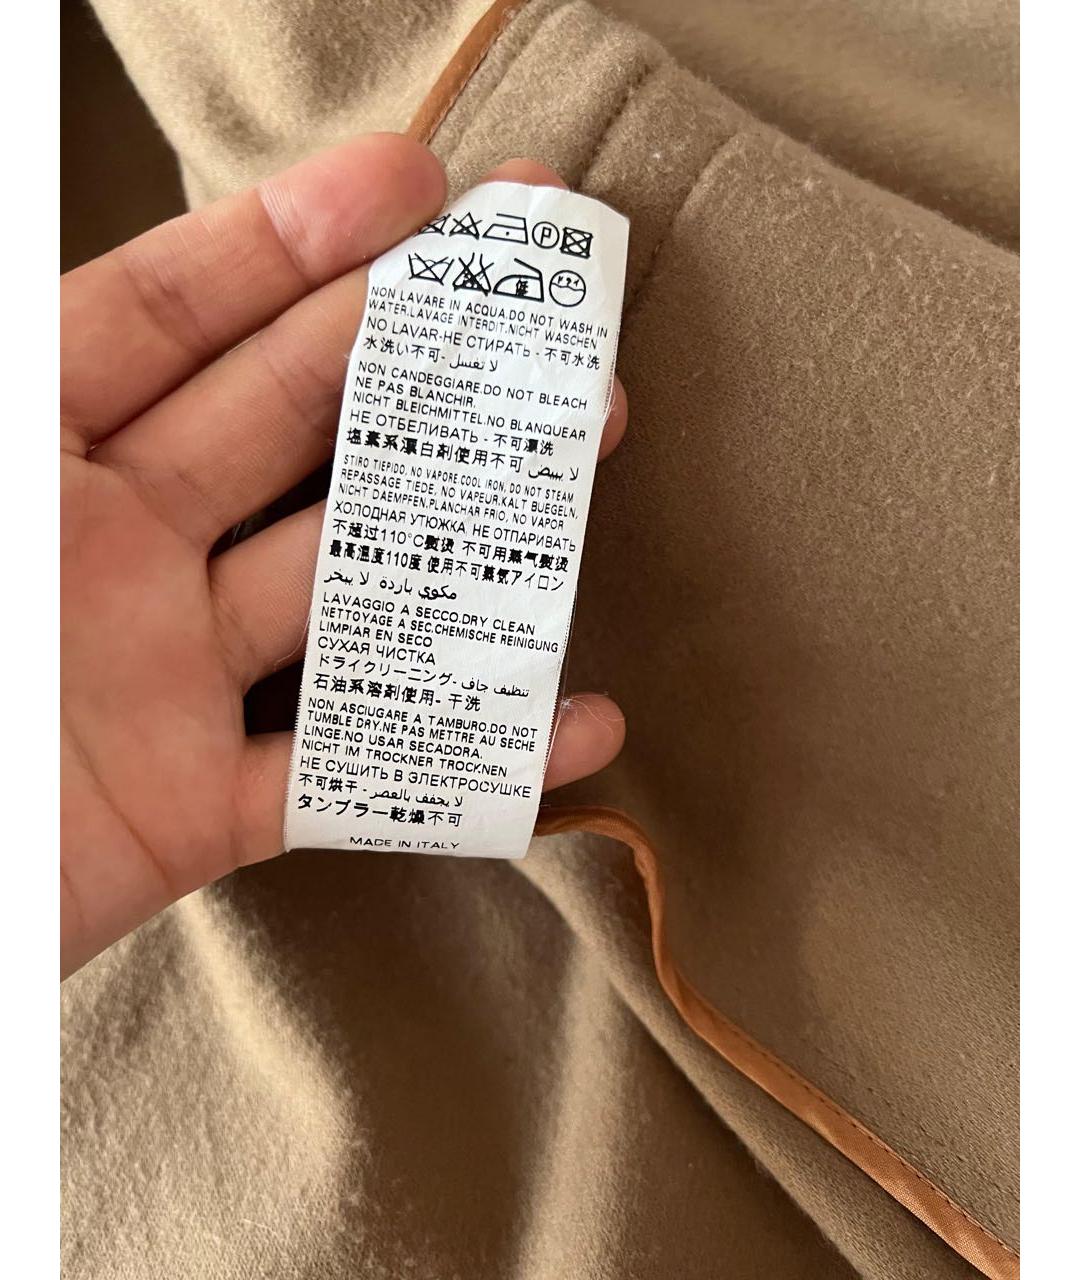 P
低
ドライ
NON LAVARE IN ACQUA.DO NOT WASH IN
WATER.LAVAGE INTERDIT.NICHT WASCHEN
NO LAVAR-НЕ СТИРАТЬ - 不可水洗
水洗い不可- لا تغسل
NON CANDEGGIARE.DO NOT BLEACH
NE PAS BLANCHIR.
NICHT BLEICHMITTEL.NO BLANQUEAR
НЕ ОТБЕЛИВАТЬ - 不可漂洗
塩素系漂白剤使用不可 لا يبيض
STIRO TIEPIDO, NO VAPORE.COOL IRON, DO NOT STEAM
REPASSAGE TIEDE, NO VAPEUR.KALT BUEGELN,
NICHT DAEMPFEN.PLANCHAR FRIO, NO VAPOR
ХОЛОДНАЯ УТЮЖКА. НЕ ОТПАРИВАТЬ
不超过110°C熨烫 不可用蒸气熨烫
最高温度110度 使用不可蒸気アイロン
مكوي باردة لا يبخر
LAVAGGIO A SECCO.DRY CLEAN
NETTOYAGE A SEC.CHEMISCHE REINIGUNG
LIMPIAR EN SECO
СУХАЯ ЧИСТКА
ドライクリーニング- تنظيف جاف
石油系溶剤使用- 干洗
NON ASCIUGARE A TAMBURO.DO NOT
TUMBLE DRY.NE PAS METTRE AU SECHE
LINGE.NO USAR SECADORA.
NICHT IM TROCKNER TROCKNEN
НЕ СУШИТЬ В ЭЛЕКТРОСУШКЕ
不可烘干 - لا يجفف بالعصر
タンブラー乾燥不可
MADE IN ITALY